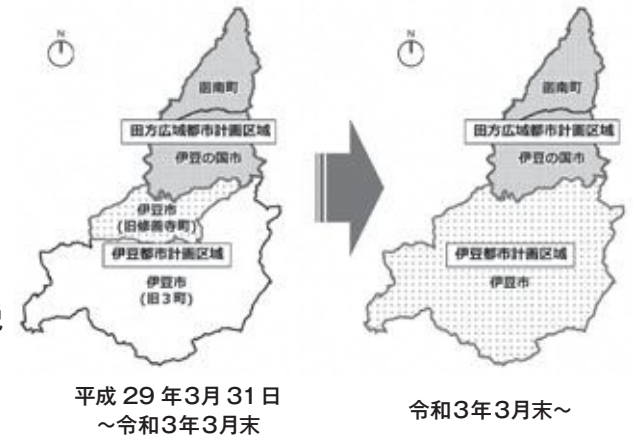 N
函南町
田方広域都市計画区域
伊豆の国市
伊豆市
(旧修善寺町)
伊豆都市計画区域
伊豆市
(旧3町)
平成 29 年3月 31 日
~令和3年3月末
N
函南町
田方広域都市計画区域
伊豆の国市
伊豆都市計画区域
伊豆市
令和3年3月末~